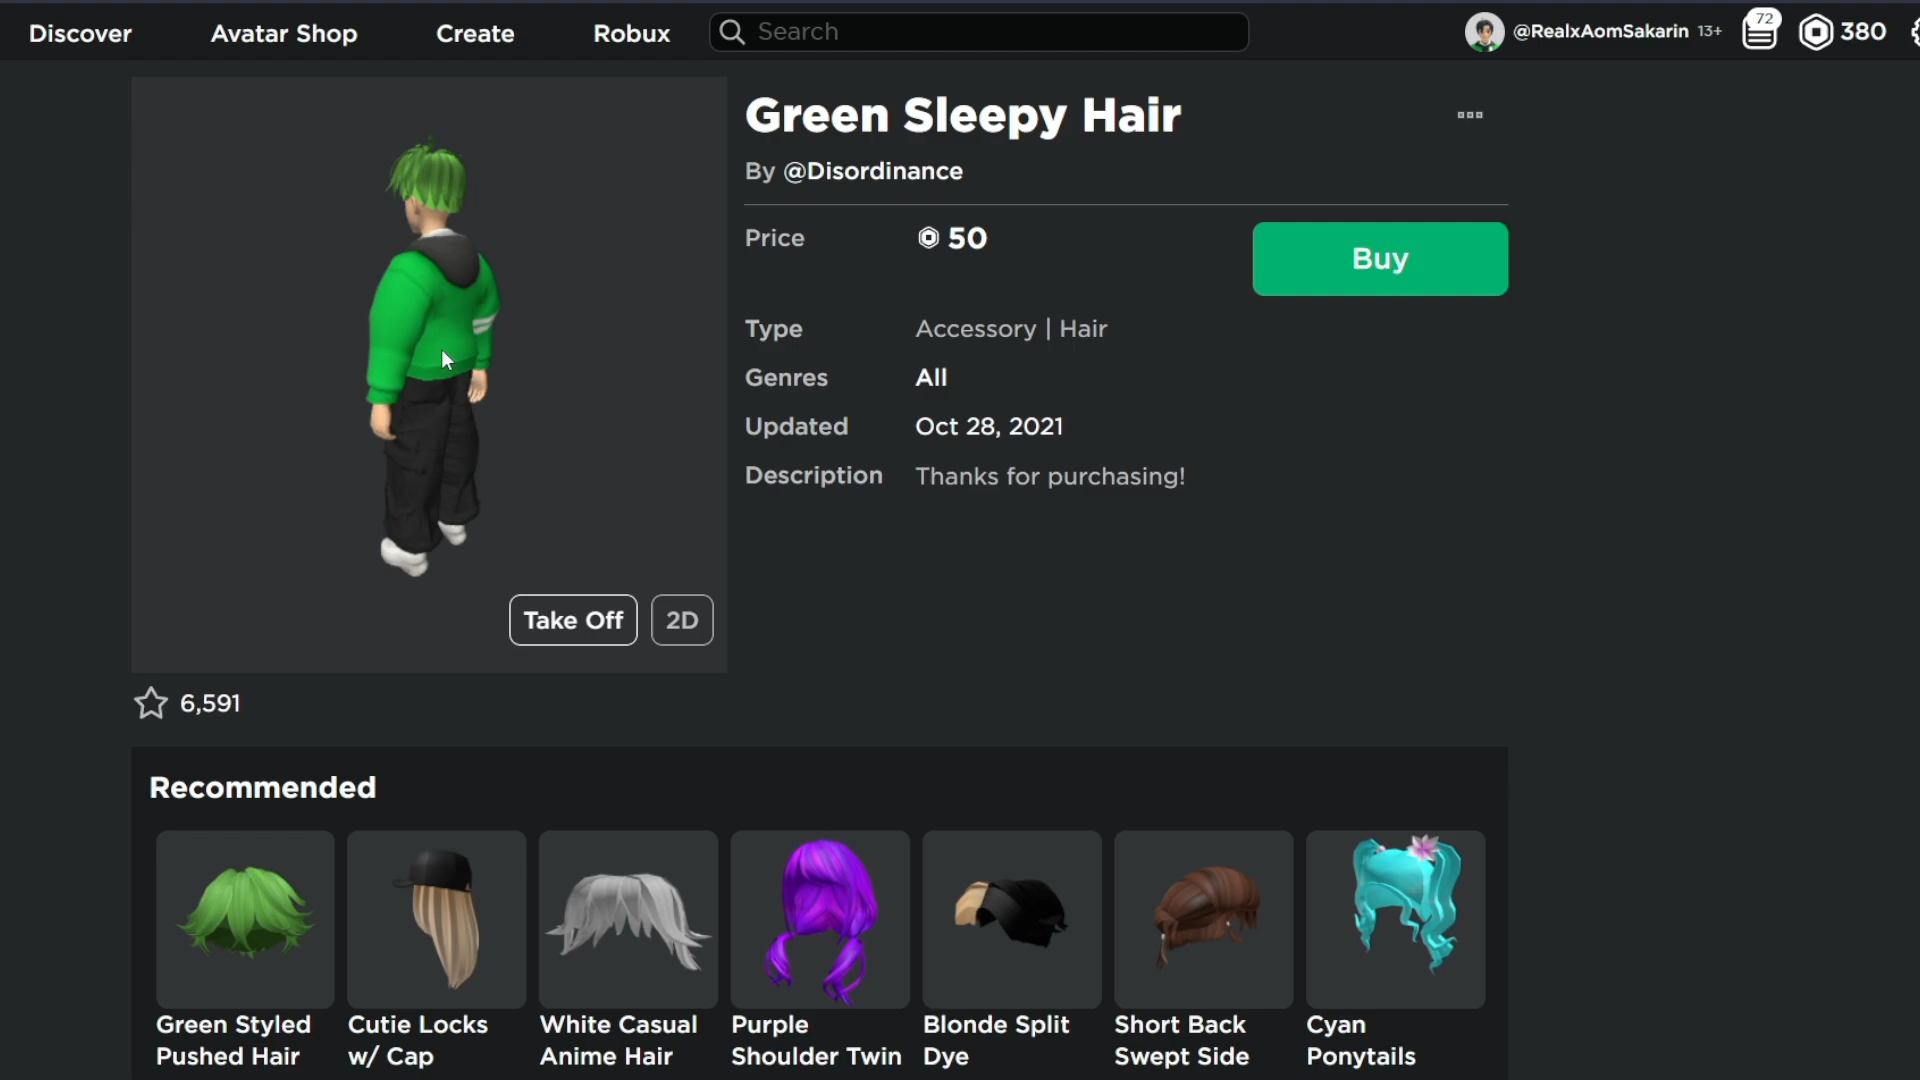 Discover Avatar Shop Create Robux Search @RealxAomSakarin 13+ 72 380
Green Sleepy Hair
By @Disordinance
Price 50 Buy
Type Accessory | Hair
Genres All
Updated Oct 28, 2021
Description Thanks for purchasing!
Take Off 2D
6,591
Recommended
Green Styled
Pushed Hair
Cutie Locks
w/ Cap
White Casual
Anime Hair
Purple
Shoulder Twin
Blonde Split
Dye
Short Back
Swept Side
Cyan
Ponytails